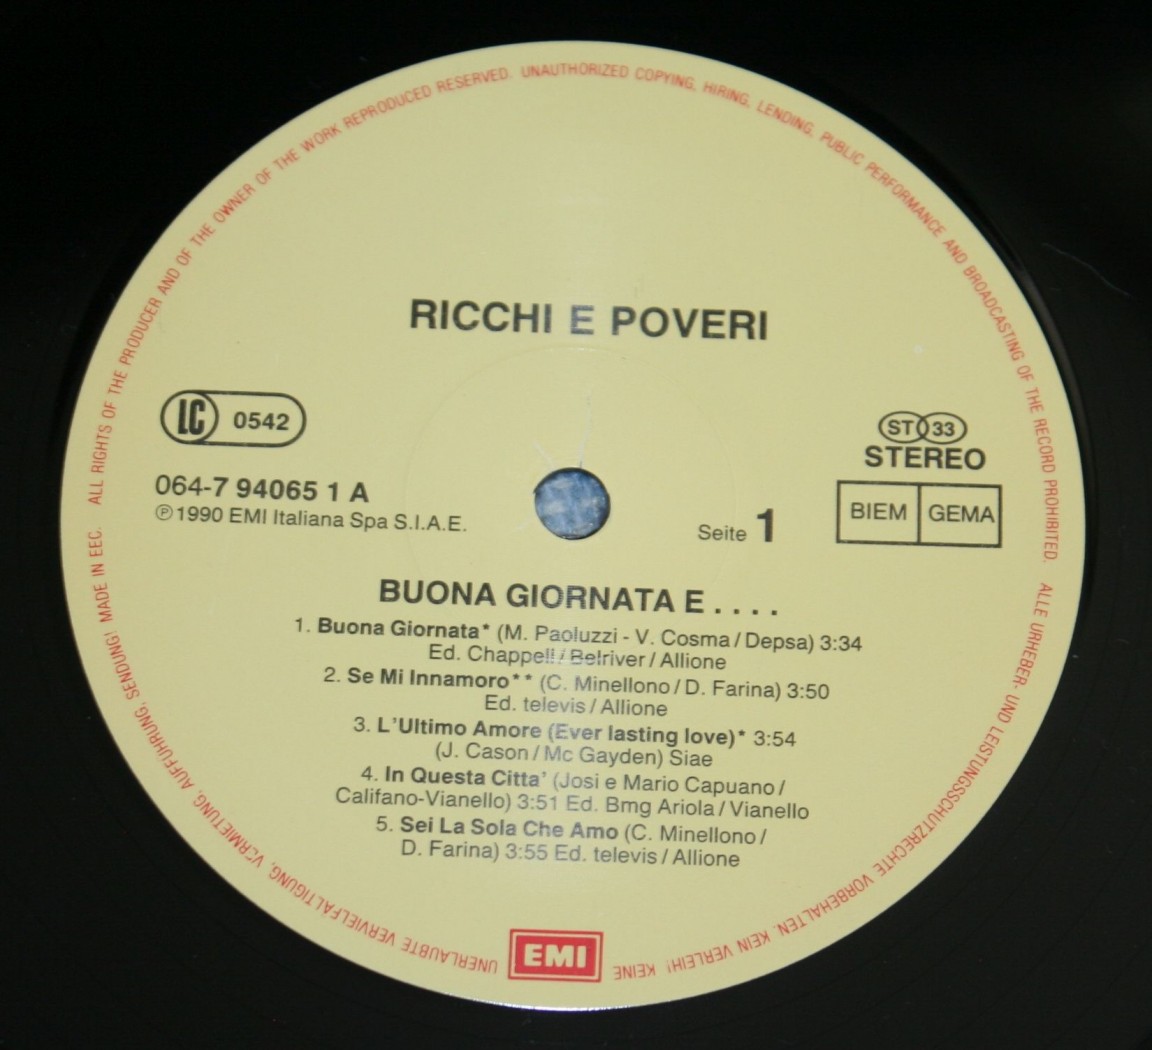 ALL RIGHTS OF THE PRODUCER AND OF THE OWNER OF THE WORK REPRODUCED RESERVED. UNAUTHORIZED COPYING, HIRING, LENDING, PUBLIC PERFORMANCE AND BROADCASTING OF THE RECORD PROHIBITED.
RICCHI E POVERI
LC 0542
ST 33
STEREO
064-7 94065 1 A
℗ 1990 EMI Italiana Spa S.I.A.E.
Seite 1
BIEM GEMA
BUONA GIORNATA E . . . .
1. Buona Giornata* (M. Paoluzzi - V. Cosma / Depsa) 3:34
Ed. Chappell / Belriver / Allione
2. Se Mi Innamoro** (C. Minellono / D. Farina) 3:50
Ed. televis / Allione
3. L'Ultimo Amore (Ever lasting love)* 3:54
(J. Cason / Mc Gayden) Siae
4. In Questa Citta' (Josi e Mario Capuano /
Califano-Vianello) 3:51 Ed. Bmg Ariola / Vianello
5. Sei La Sola Che Amo (C. Minellono /
D. Farina) 3:55 Ed. televis / Allione
EMI
ALLE URHEBER- UND LEISTUNGSSCHUTZRECHTE VORBEHALTEN. KEIN VERLEIH! KEINE UNERLAUBTE VERVIELFÄLTIGUNG, VERMIETUNG, AUFFÜHRUNG, SENDUNG! MADE IN EEC.